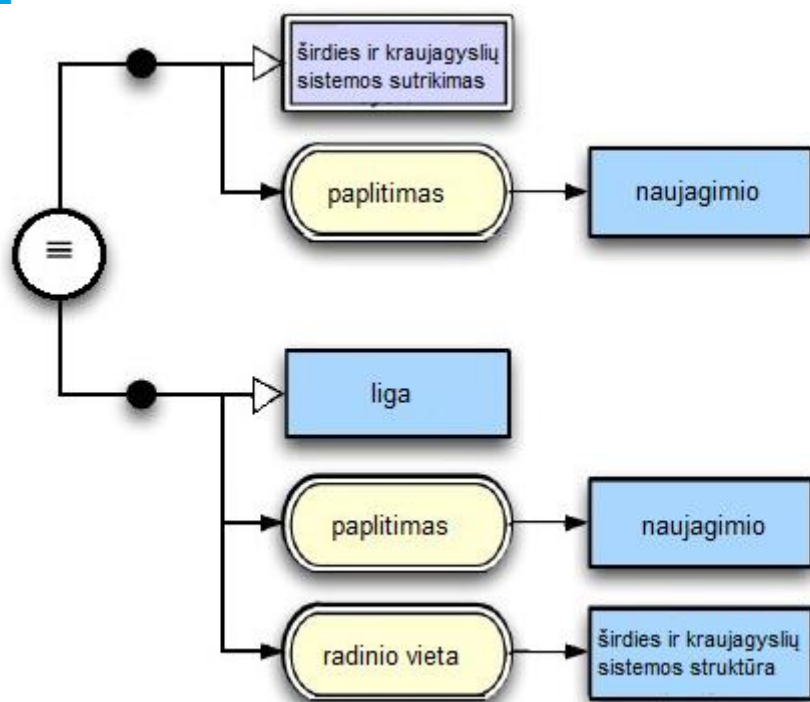 širdies ir kraujagyslių
sistemos sutrikimas
paplitimas
naujagimio
≡
liga
paplitimas
naujagimio
radinio vieta
širdies ir kraujagyslių
sistemos struktūra